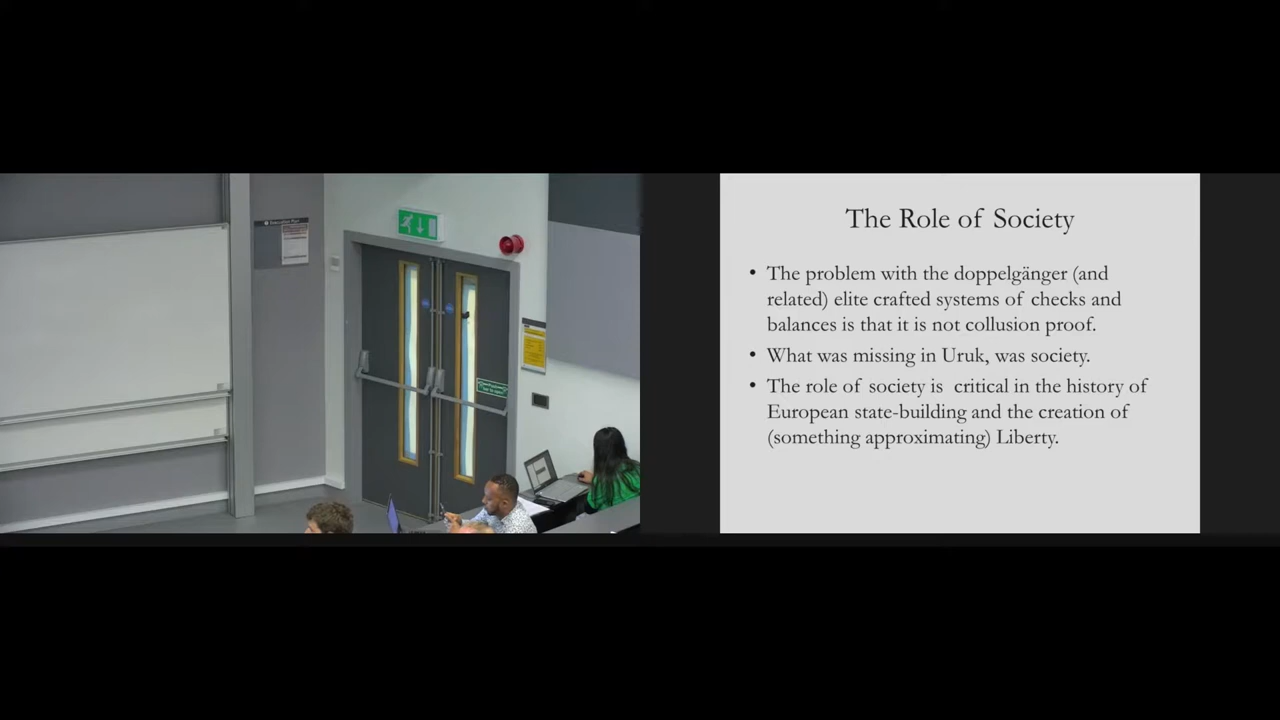 The Role of Society
• The problem with the doppelgänger (and
related) elite crafted systems of checks and
balances is that it is not collusion proof.
• What was missing in Uruk, was society.
• The role of society is critical in the history of
European state-building and the creation of
(something approximating) Liberty.